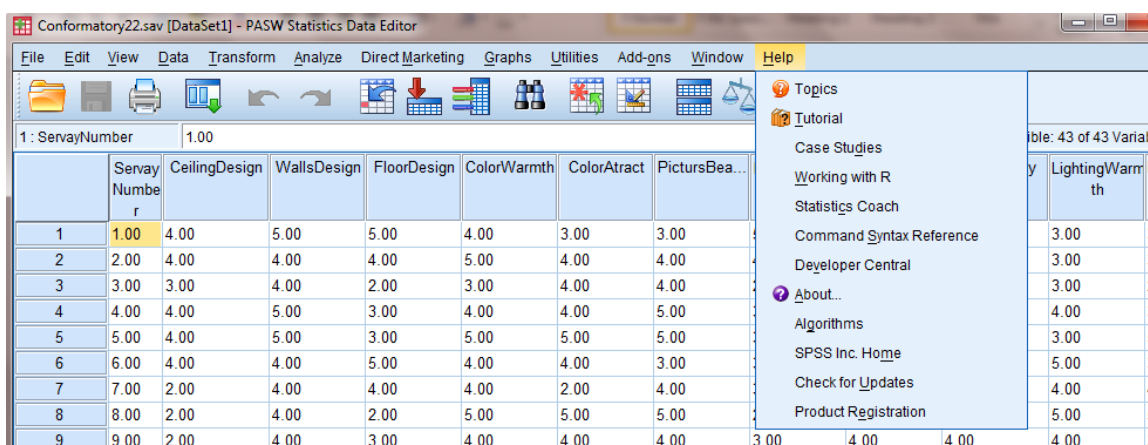 Conformatory22.sav [DataSet1] - PASW Statistics Data Editor
File Edit View Data Transform Analyze Direct Marketing Graphs Utilities Add-ons Window Help
1 : ServayNumber 1.00 ible: 43 of 43 Varial
Servay Numbe r CeilingDesign WallsDesign FloorDesign ColorWarmth ColorAtract PictursBea... y LightingWarm th
1 1.00 4.00 5.00 5.00 4.00 3.00 3.00 3.00
2 2.00 4.00 4.00 4.00 5.00 4.00 4.00 3.00
3 3.00 3.00 4.00 2.00 3.00 4.00 4.00 3.00
4 4.00 4.00 5.00 3.00 4.00 4.00 5.00 4.00
5 5.00 4.00 5.00 3.00 5.00 5.00 5.00 3.00
6 6.00 4.00 4.00 5.00 4.00 4.00 3.00 5.00
7 7.00 2.00 4.00 4.00 4.00 2.00 4.00 4.00
8 8.00 2.00 4.00 2.00 5.00 5.00 5.00 5.00
9 9.00 2.00 4.00 3.00 4.00 4.00 4.00 3.00 4.00 4.00 4.00
Topics
Tutorial
Case Studies
Working with R
Statistics Coach
Command Syntax Reference
Developer Central
About...
Algorithms
SPSS Inc. Home
Check for Updates
Product Registration